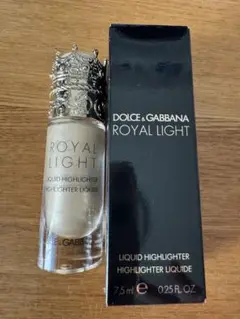 ROYAL
LIGHT
LIQUID HIGHLIGHTER
HIGHLIGHTER LIQUIDE
DOLCE & GABBANA
ROYAL LIGHT
LIQUID HIGHLIGHTER
HIGHLIGHTER LIQUIDE
7.5 ml e 0.25 FL. OZ.